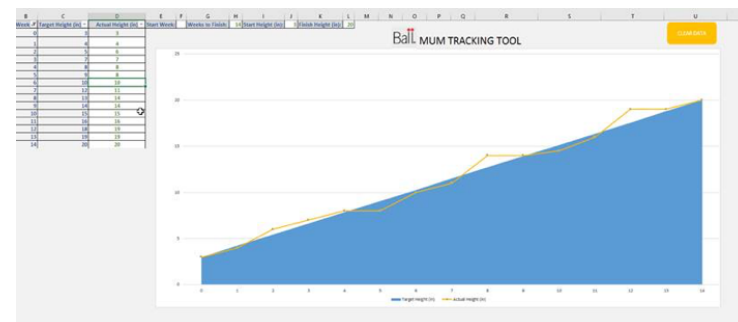 B C D E F G H I J K L M N O P Q R S T U
Week Target Height (in) Actual Height (in) Start Week: Weeks to Finish: 14 Start Height (in): 3 Finish Height (in): 20
0 3 3
1 4 4
2 5 6
3 7 7
4 8 8
5 9 8
6 10 10
7 12 11
8 13 14
9 14 14
10 15 15
11 16 16
12 18 19
13 19 19
14 20 20
Ball. MUM TRACKING TOOL
CLEAR DATA
25
20
15
10
5
0
0 1 2 3 4 5 6 7 8 9 10 11 12 13 14
Target Height (in) Actual Height (in)